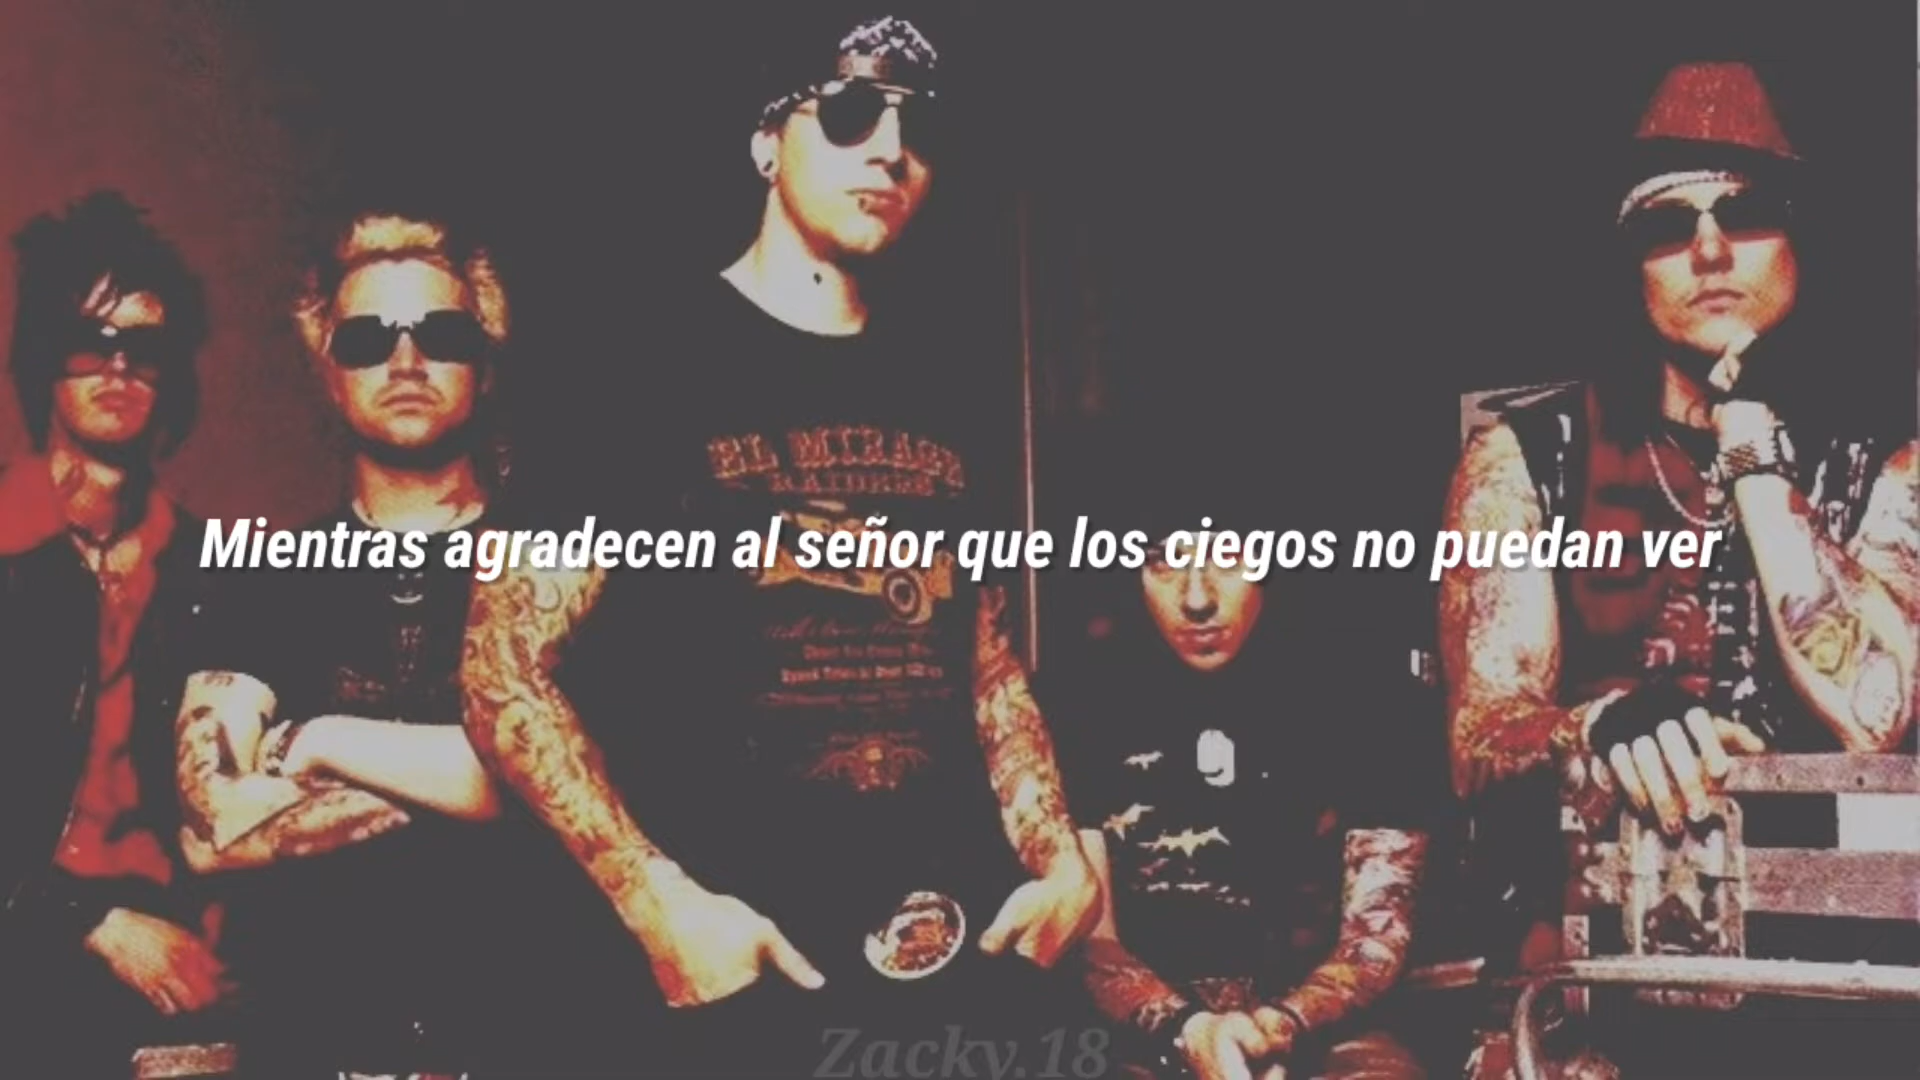 EL MIRAGE
RAIDERS
Mientras agradecen al señor que los ciegos no puedan ver
Zacky.18